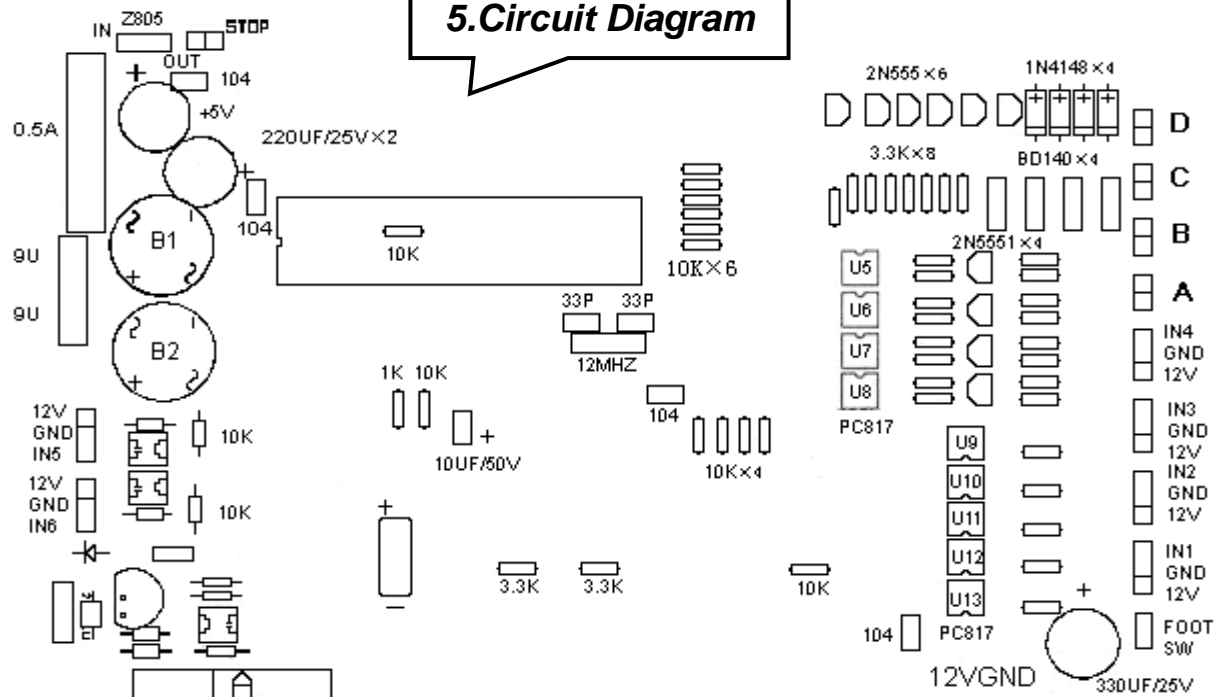 5.Circuit Diagram
IN Z805 STOP
OUT
104
+5V
0.5A
220UF/25V×2
104
2N555×6
1N4148×4
D
3.3K×8
BD140×4
C
B1
10K
B
9U
10K×6
2N5551×4
U5
A
9U
33P 33P
U6
B2
12MHZ
U7
IN4
GND
12V
1K 10K
104
U8
PC817
12V
GND
IN5
10K
10UF/50V
10K×4
U9
IN3
GND
12V
12V
GND
IN6
10K
U10
IN2
GND
12V
U11
3.3K
3.3K
10K
U12
IN1
GND
12V
U13
104
PC817
FOOT
SW
12VGND
330UF/25V